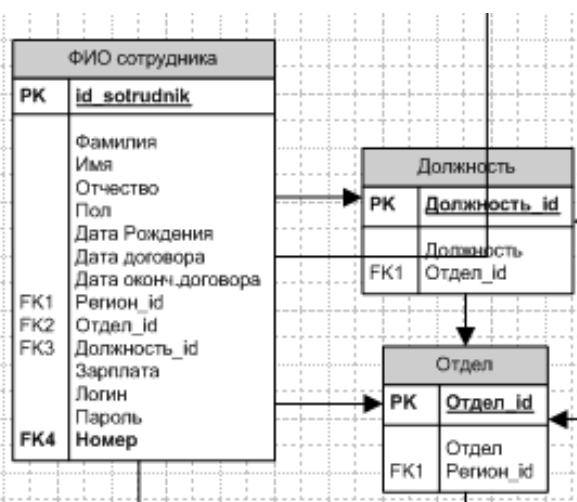 ФИО сотрудника
PK id_sotrudnik
Фамилия
Имя
Отчество
Пол
Дата Рождения
Дата договора
Дата оконч.договора
FK1 Регион_id
FK2 Отдел_id
FK3 Должность_id
Зарплата
Логин
Пароль
FK4 Номер
Должность
PK Должность_id
Должность
FK1 Отдел_id
Отдел
PK Отдел_id
Отдел
FK1 Регион_id